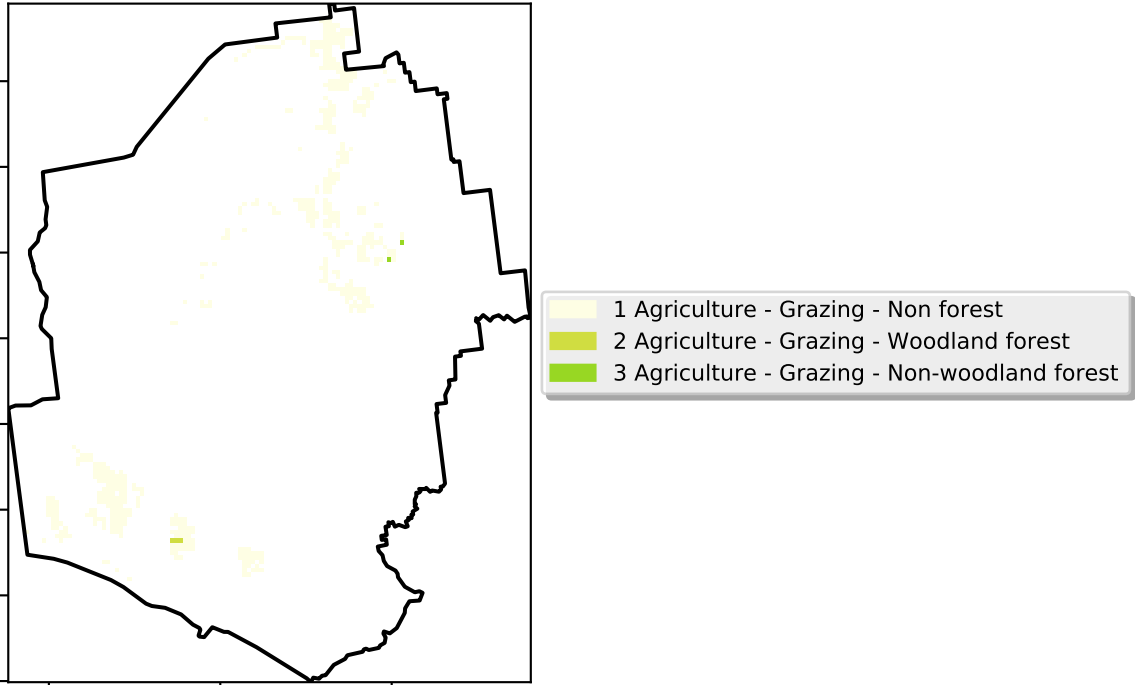 1 Agriculture - Grazing - Non forest
2 Agriculture - Grazing - Woodland forest
3 Agriculture - Grazing - Non-woodland forest